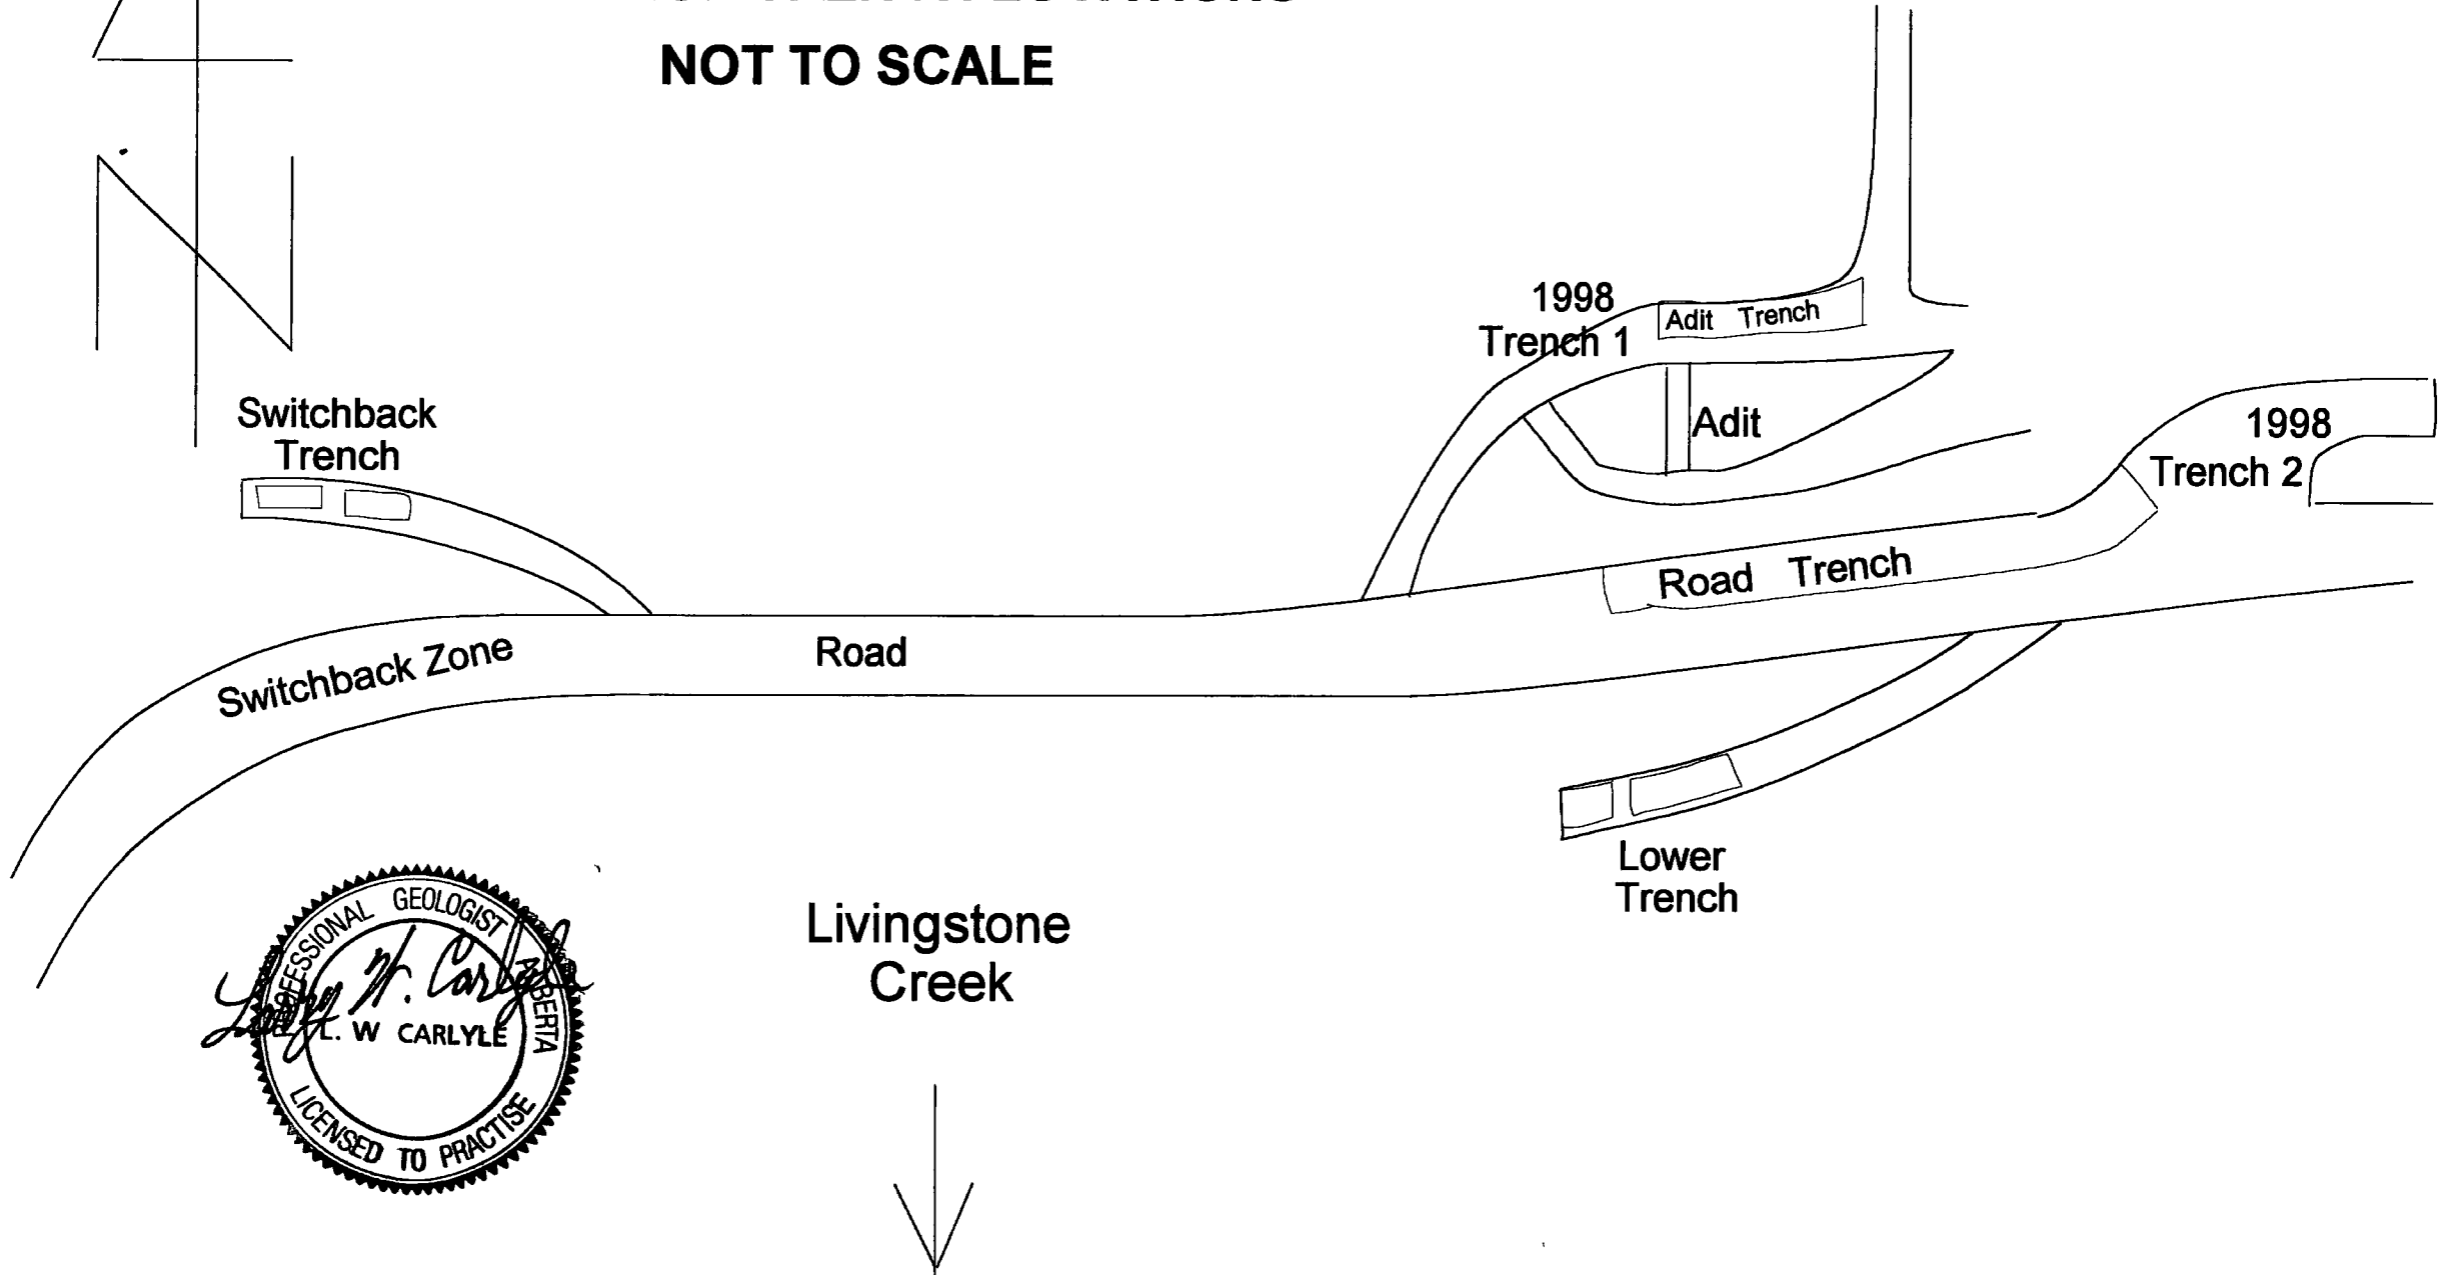 NOT TO SCALE
N
1998
Trench 1
Adit Trench
Adit
1998
Trench 2
Switchback
Trench
Road Trench
Switchback Zone
Road
Lower
Trench
Livingstone
Creek
PROFESSIONAL GEOLOGIST ALBERTA
L. W CARLYLE
LICENSED TO PRACTISE